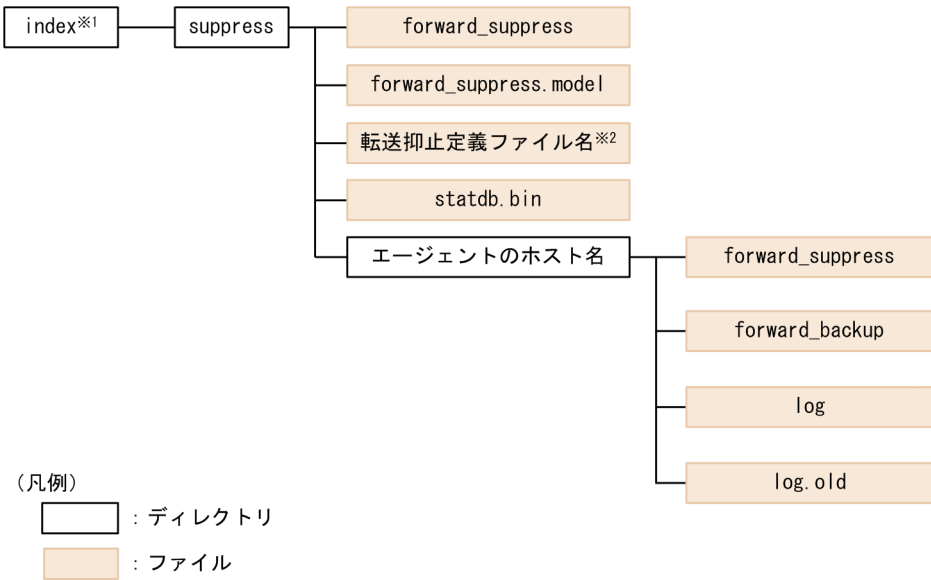 index※1
suppress
forward_suppress
forward_suppress.model
転送抑止定義ファイル名※2
statdb.bin
エージェントのホスト名
forward_suppress
forward_backup
log
log.old
（凡例）
：ディレクトリ
：ファイル